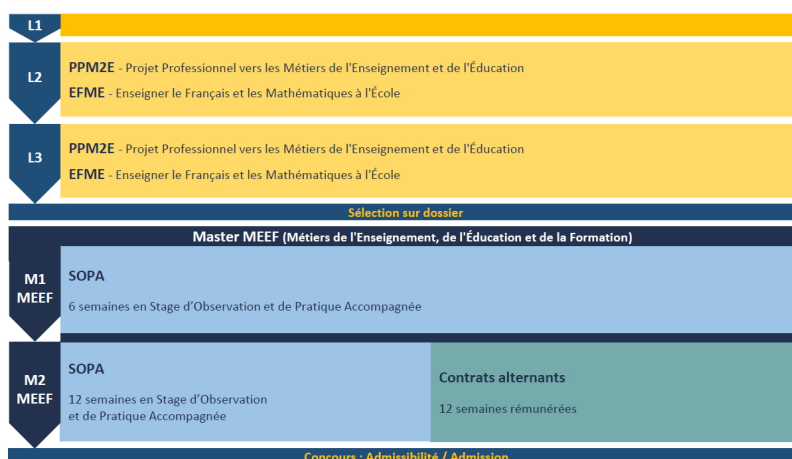 L1
L2
PPM2E - Projet Professionnel vers les Métiers de l'Enseignement et de l'Éducation
EFME - Enseigner le Français et les Mathématiques à l'École
L3
PPM2E - Projet Professionnel vers les Métiers de l'Enseignement et de l'Éducation
EFME - Enseigner le Français et les Mathématiques à l'École
Sélection sur dossier
Master MEEF (Métiers de l'Enseignement, de l'Éducation et de la Formation)
M1
MEEF
SOPA
6 semaines en Stage d'Observation et de Pratique Accompagnée
M2
MEEF
SOPA
12 semaines en Stage d'Observation
et de Pratique Accompagnée
Contrats alternants
12 semaines rémunérées
Concours : Admissibilité / Admission